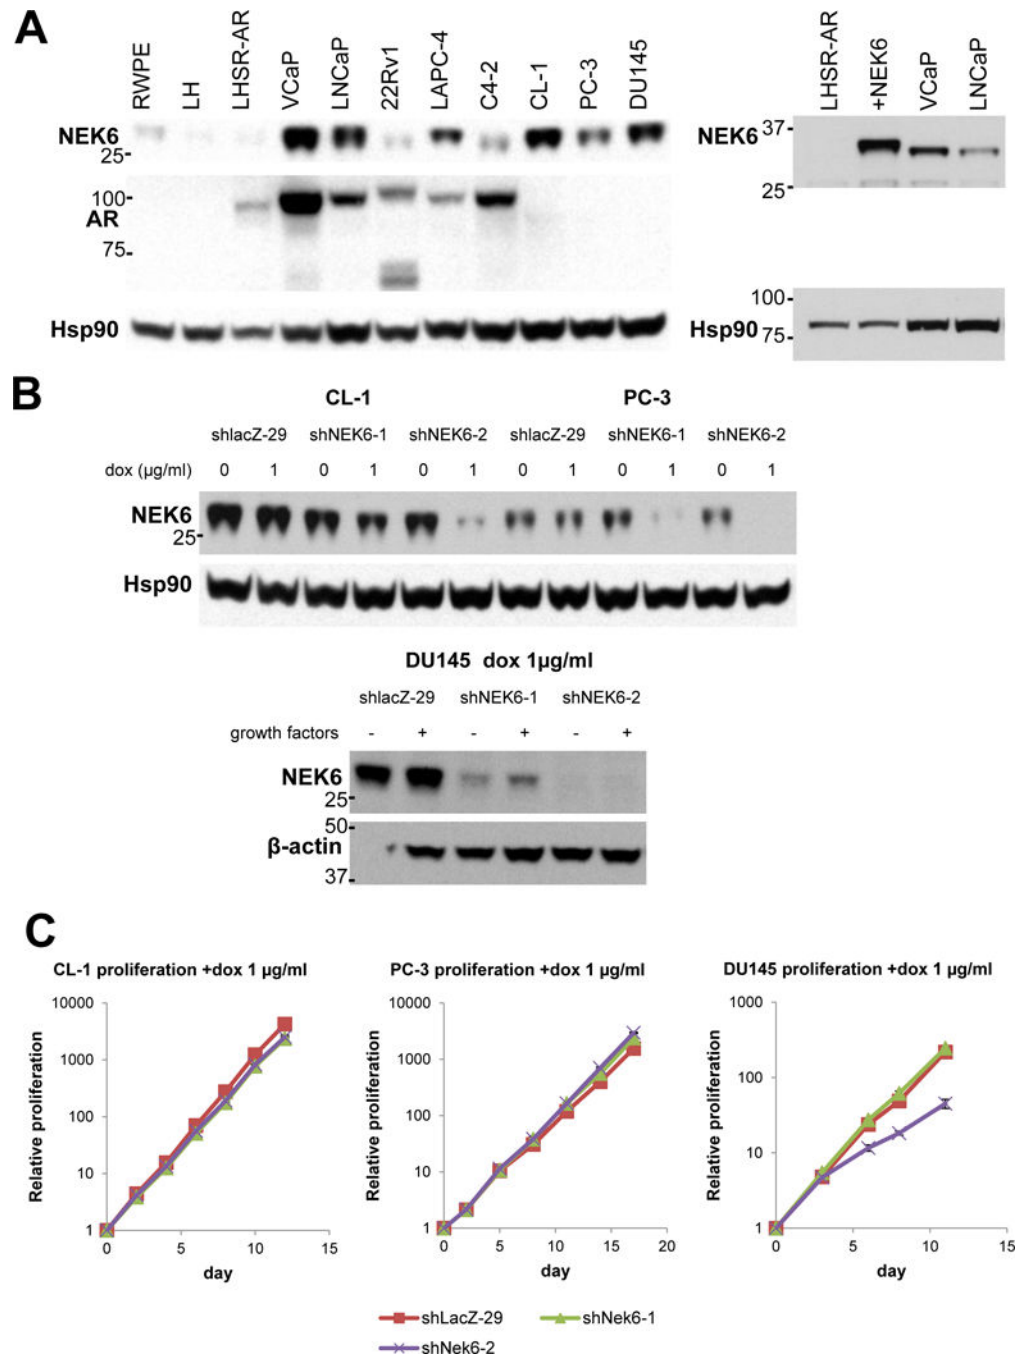 A
RWPE LH LHSR-AR VCaP LNCaP 22Rv1 LAPC-4 C4-2 CL-1 PC-3 DU145
NEK6
25-
100-
AR
75-
Hsp90
LHSR-AR +NEK6 VCaP LNCaP
37-
NEK6
25-
100-
Hsp90
75-
B
CL-1 PC-3
shlacZ-29 shNEK6-1 shNEK6-2 shlacZ-29 shNEK6-1 shNEK6-2
dox (µg/ml) 0 1 0 1 0 1 0 1 0 1 0 1
NEK6
25-
Hsp90
DU145 dox 1µg/ml
shlacZ-29 shNEK6-1 shNEK6-2
growth factors - + - + - +
NEK6
25-
50-
β-actin
37-
C
CL-1 proliferation +dox 1 µg/ml
Relative proliferation
10000
1000
100
10
1
0 5 10 15
day
PC-3 proliferation +dox 1 µg/ml
Relative proliferation
10000
1000
100
10
1
0 5 10 15 20
day
DU145 proliferation +dox 1 µg/ml
Relative proliferation
1000
100
10
1
0 5 10 15
day
shLacZ-29 shNek6-1
shNek6-2